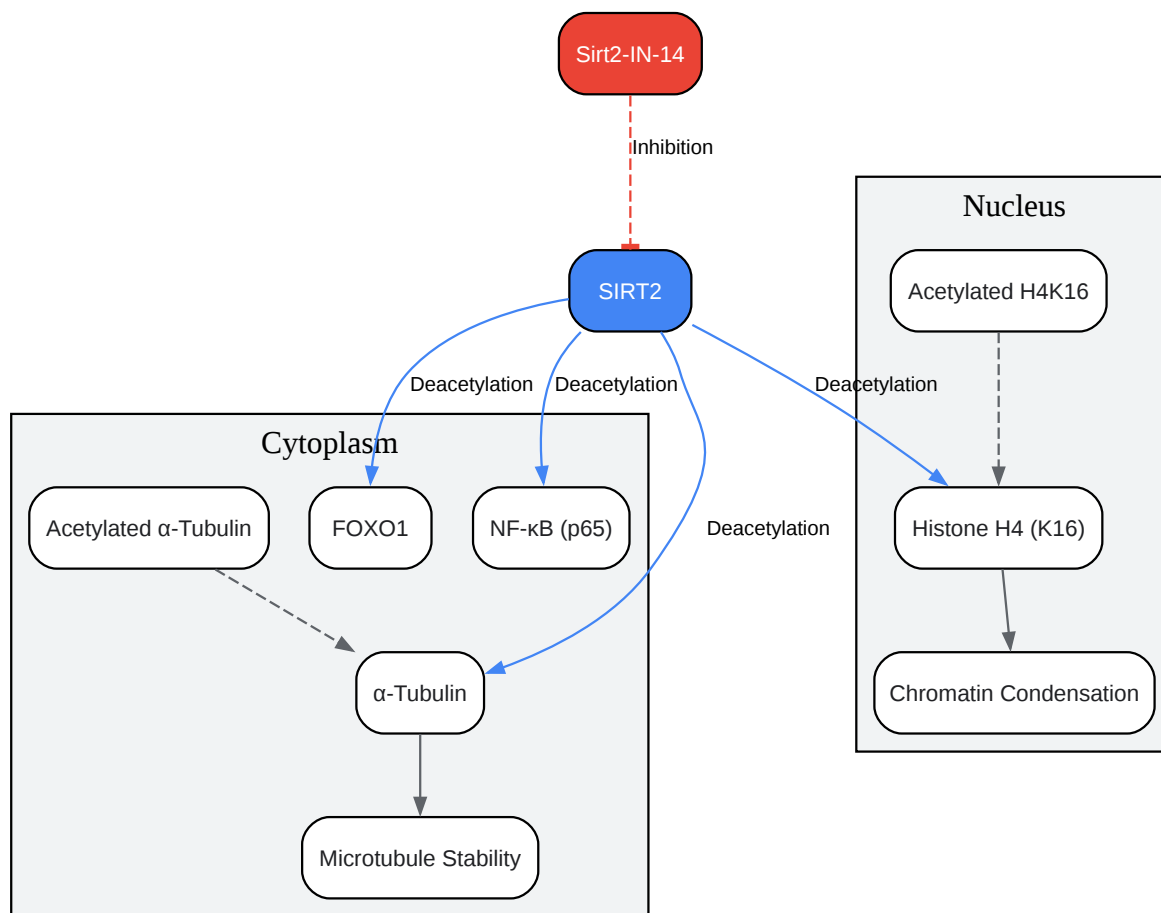 Sirt2-IN-14
Inhibition
Nucleus
SIRT2
Acetylated H4K16
Deacetylation
Deacetylation
Deacetylation
Cytoplasm
Acetylated α-Tubulin
FOXO1
NF-κB (p65)
Deacetylation
Histone H4 (K16)
α-Tubulin
Chromatin Condensation
Microtubule Stability